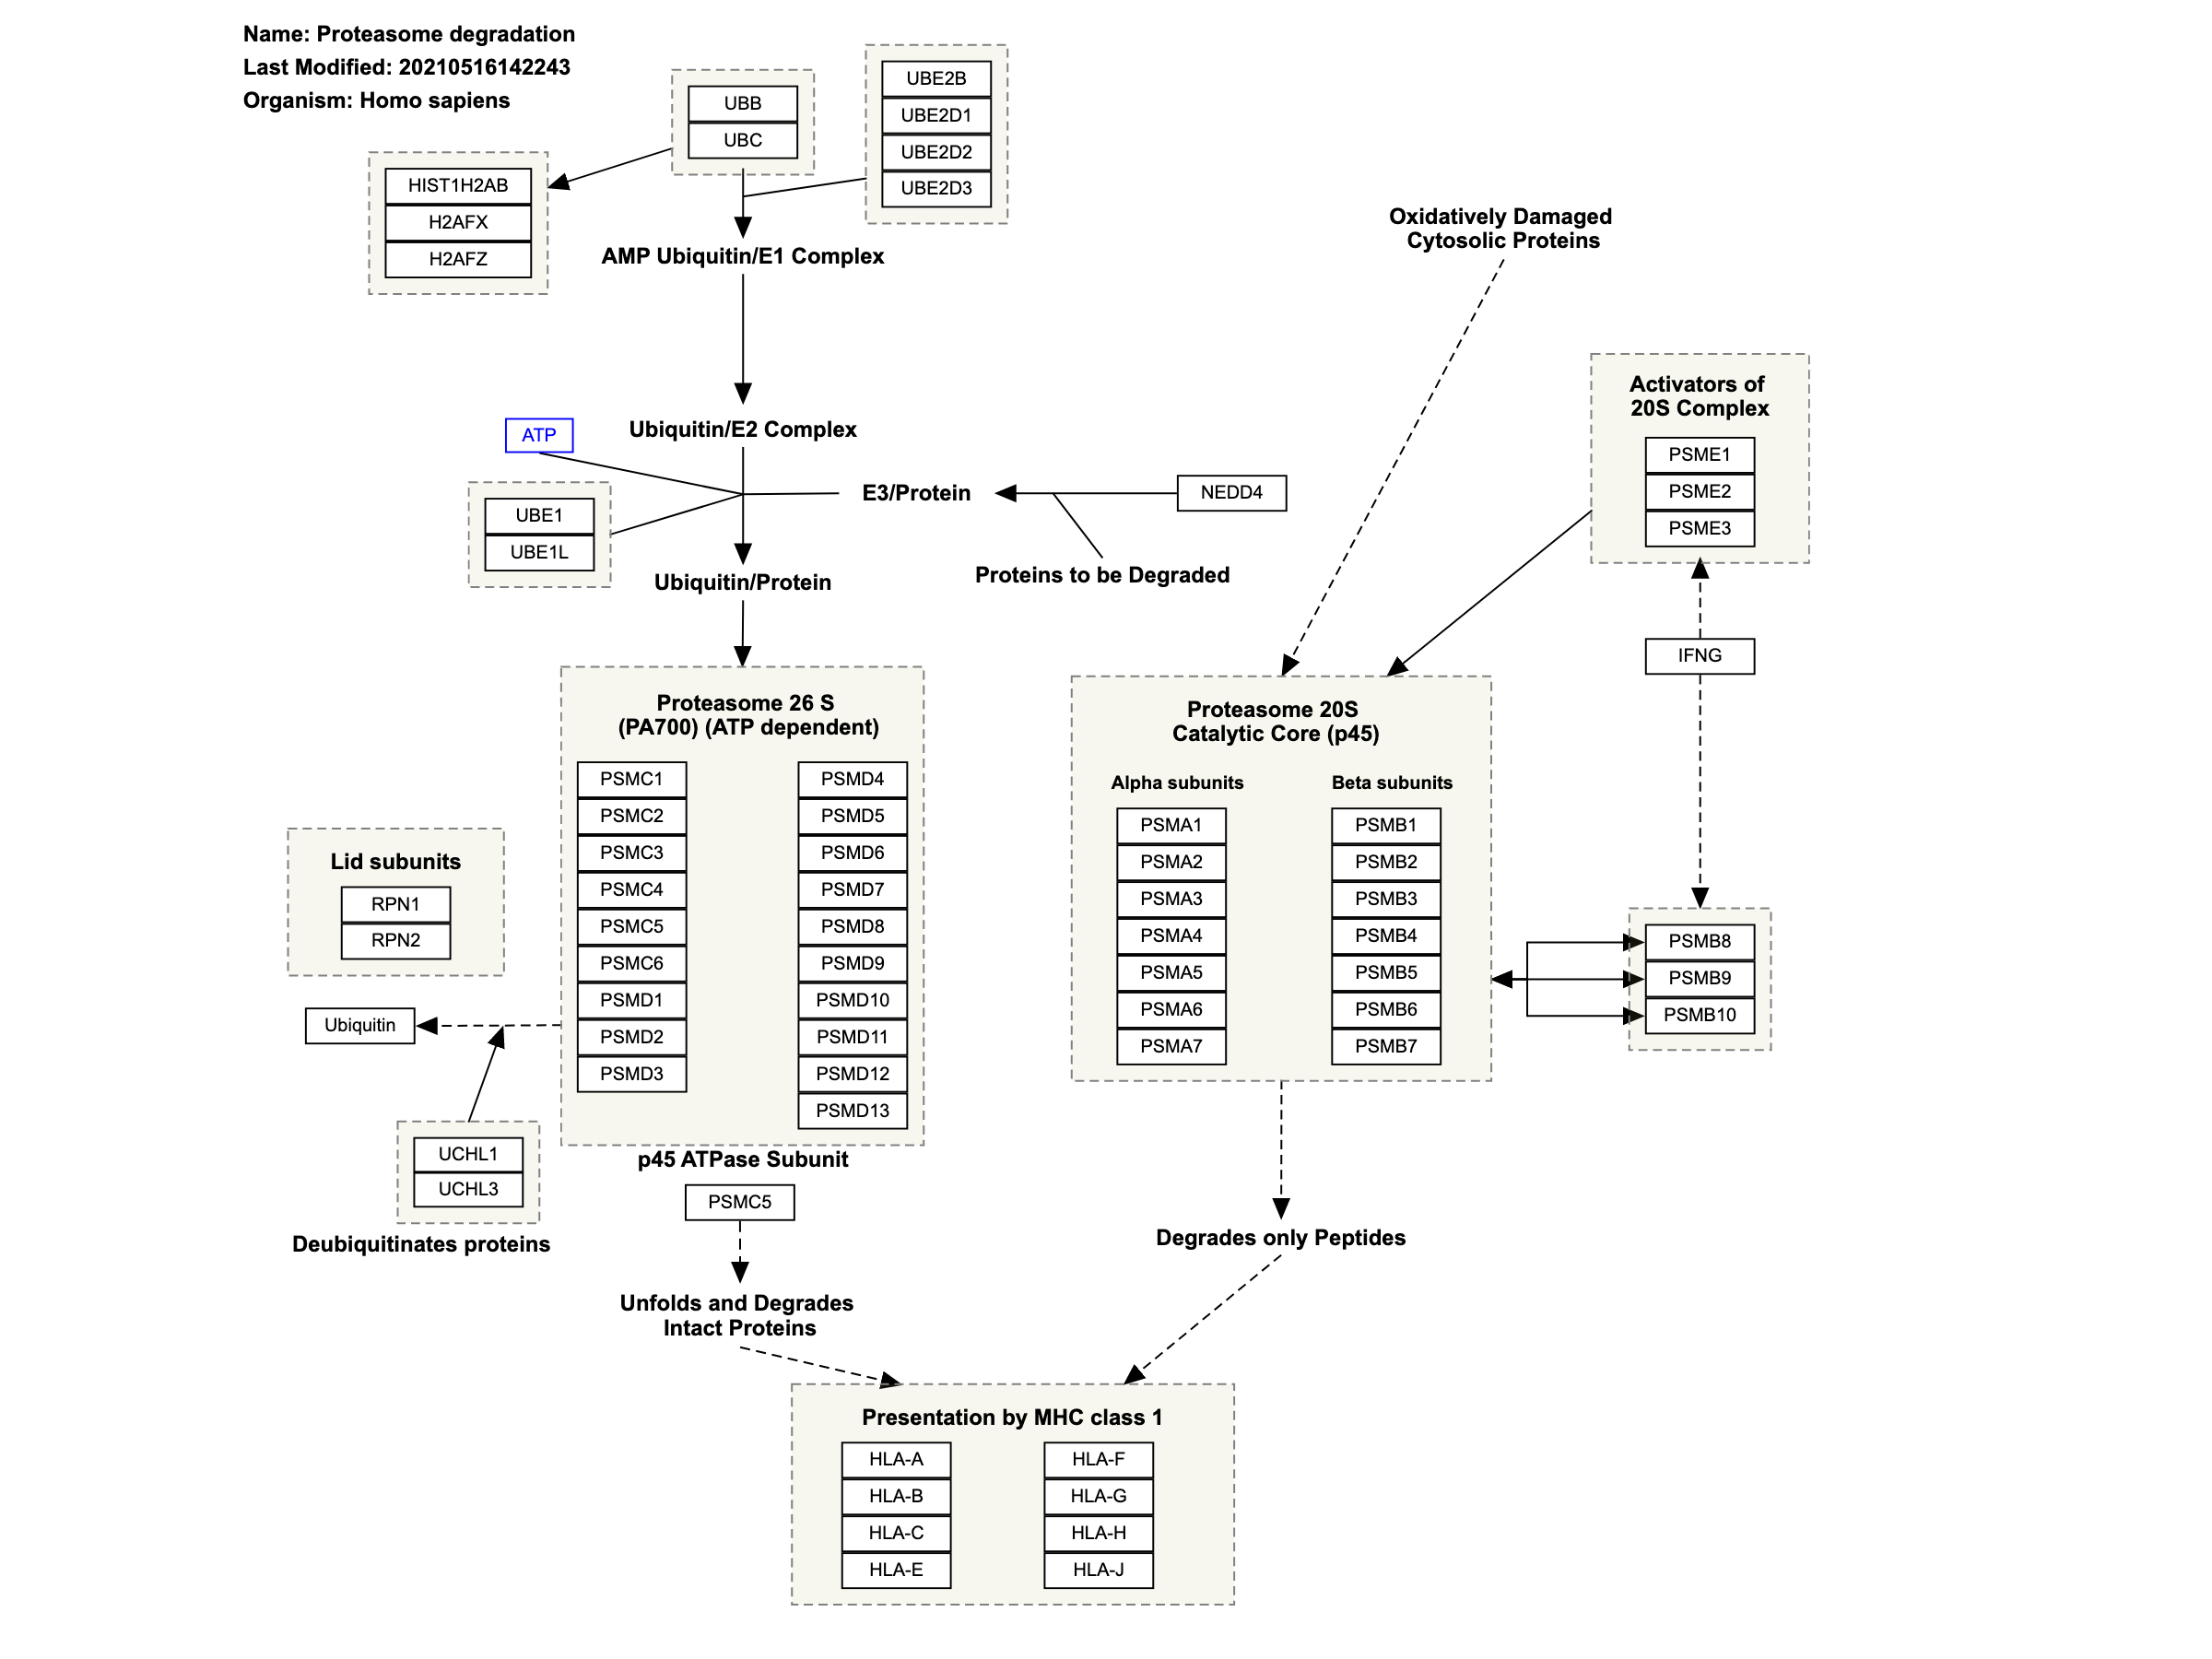 Name: Proteasome degradation
Last Modified: 20210516142243
Organism: Homo sapiens
UBB
UBC
UBE2B
UBE2D1
UBE2D2
UBE2D3
HIST1H2AB
H2AFX
H2AFZ
AMP Ubiquitin/E1 Complex
Oxidatively Damaged
Cytosolic Proteins
Activators of
20S Complex
PSME1
PSME2
PSME3
ATP
Ubiquitin/E2 Complex
UBE1
UBE1L
E3/Protein
NEDD4
Proteins to be Degraded
Ubiquitin/Protein
IFNG
Proteasome 26 S
(PA700) (ATP dependent)
PSMC1
PSMC2
PSMC3
PSMC4
PSMC5
PSMC6
PSMD1
PSMD2
PSMD3
PSMD4
PSMD5
PSMD6
PSMD7
PSMD8
PSMD9
PSMD10
PSMD11
PSMD12
PSMD13
Proteasome 20S
Catalytic Core (p45)
Alpha subunits
PSMA1
PSMA2
PSMA3
PSMA4
PSMA5
PSMA6
PSMA7
Beta subunits
PSMB1
PSMB2
PSMB3
PSMB4
PSMB5
PSMB6
PSMB7
PSMB8
PSMB9
PSMB10
Lid subunits
RPN1
RPN2
Ubiquitin
UCHL1
UCHL3
Deubiquitinates proteins
p45 ATPase Subunit
PSMC5
Unfolds and Degrades
Intact Proteins
Degrades only Peptides
Presentation by MHC class 1
HLA-A
HLA-B
HLA-C
HLA-E
HLA-F
HLA-G
HLA-H
HLA-J